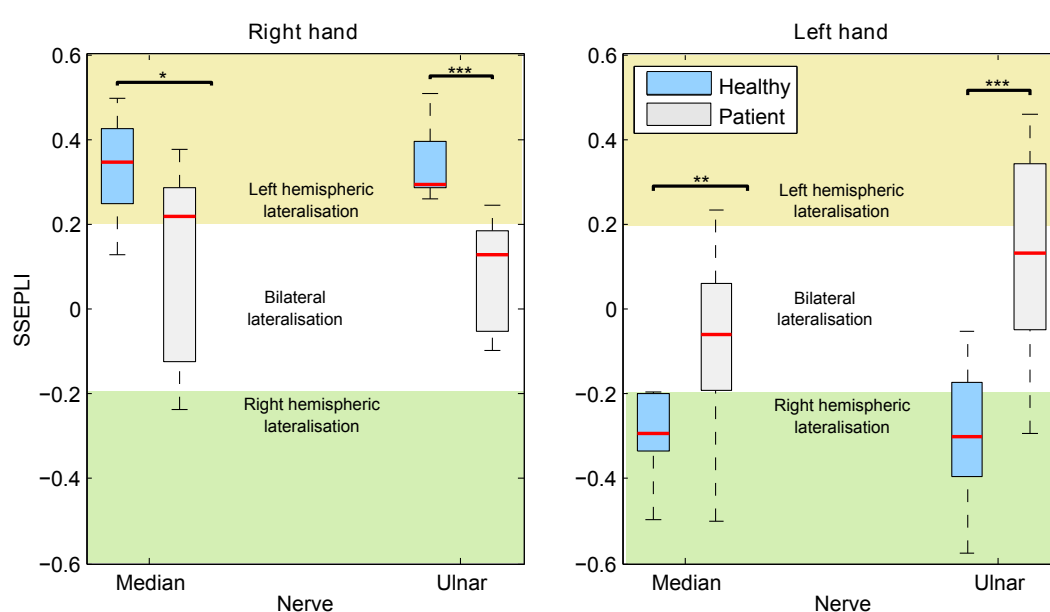 Right hand
0.6
0.4
0.2
0
−0.2
−0.4
−0.6
SSEPLI
*
***
Left hemispheric
lateralisation
Bilateral
lateralisation
Right hemispheric
lateralisation
Median
Ulnar
Nerve
Left hand
0.6
0.4
0.2
0
−0.2
−0.4
−0.6
Healthy
Patient
**
***
Left hemispheric
lateralisation
Bilateral
lateralisation
Right hemispheric
lateralisation
Median
Ulnar
Nerve